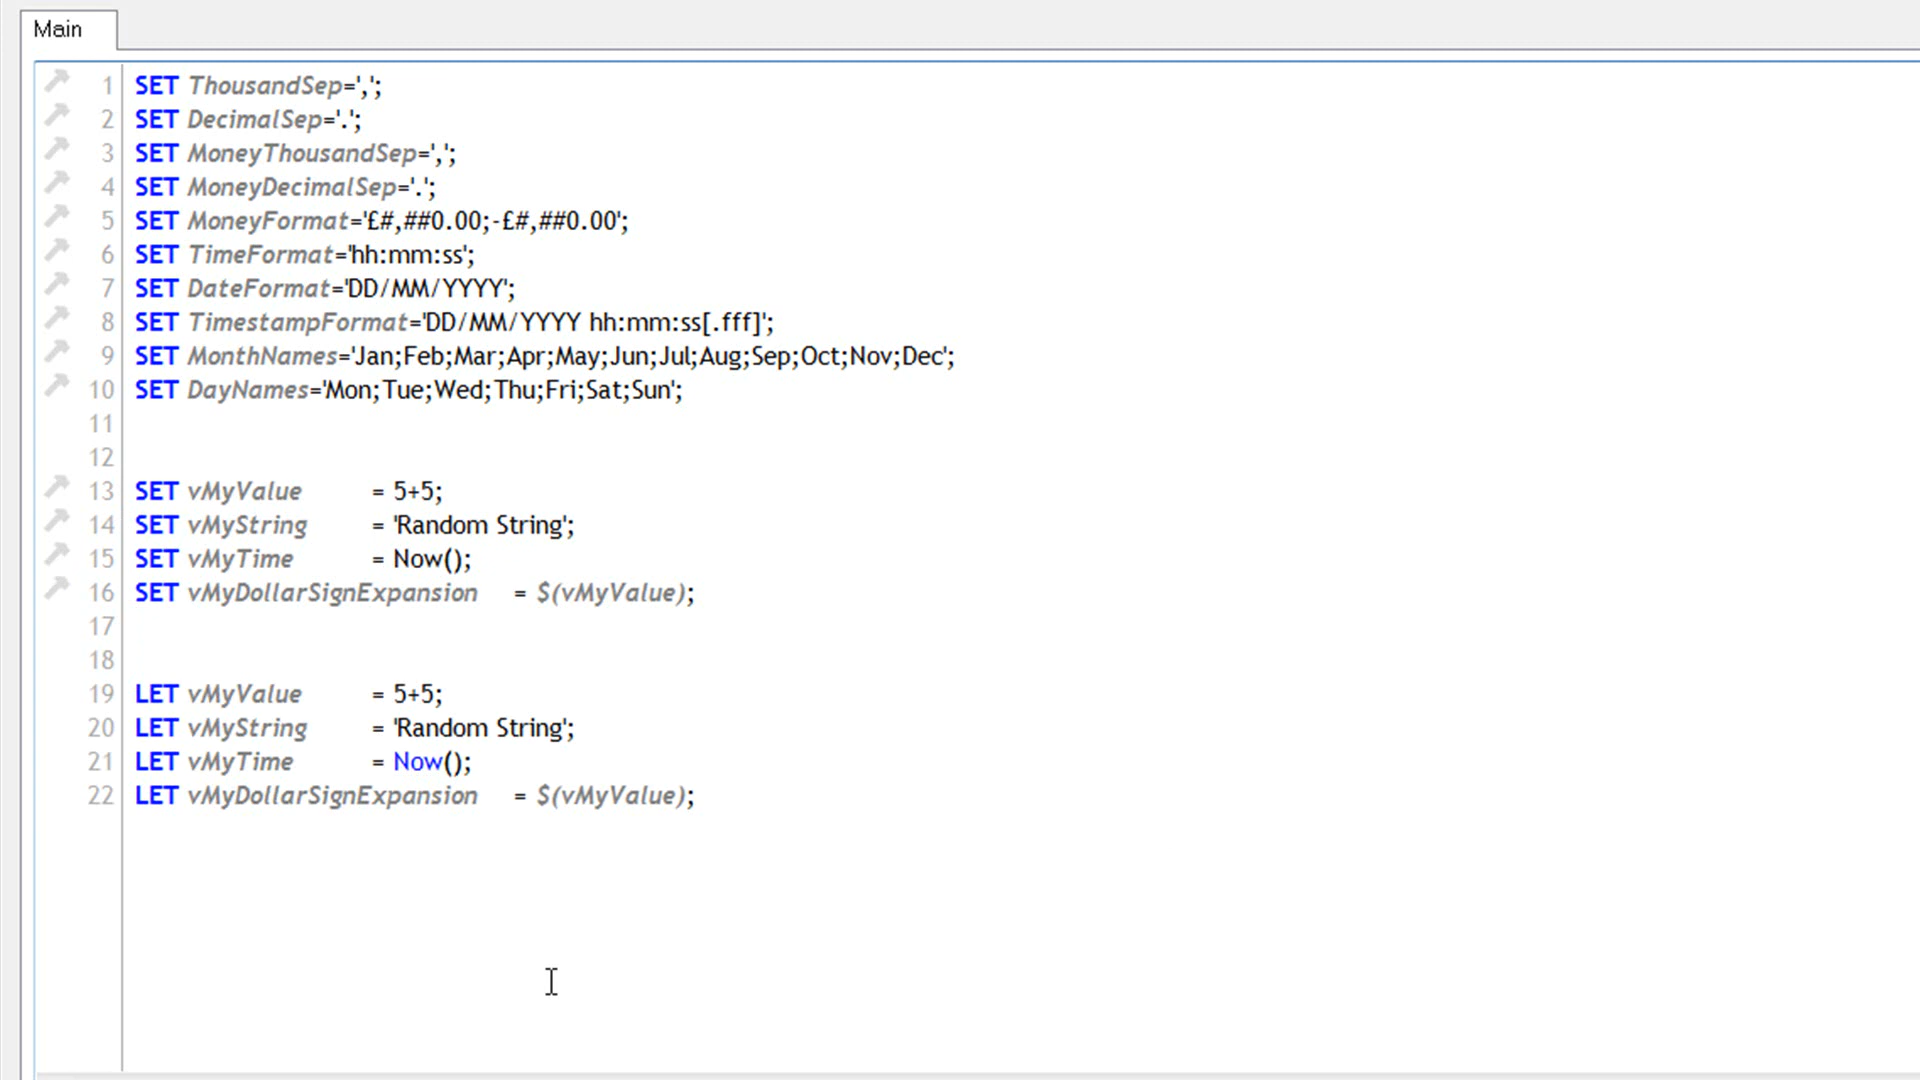 Main
1 SET ThousandSep=',';
2 SET DecimalSep='.';
3 SET MoneyThousandSep=',';
4 SET MoneyDecimalSep='.';
5 SET MoneyFormat='£#,##0.00;-£#,##0.00';
6 SET TimeFormat='hh:mm:ss';
7 SET DateFormat='DD/MM/YYYY';
8 SET TimestampFormat='DD/MM/YYYY hh:mm:ss[.fff]';
9 SET MonthNames='Jan;Feb;Mar;Apr;May;Jun;Jul;Aug;Sep;Oct;Nov;Dec';
10 SET DayNames='Mon;Tue;Wed;Thu;Fri;Sat;Sun';
11
12
13 SET vMyValue = 5+5;
14 SET vMyString = 'Random String';
15 SET vMyTime = Now();
16 SET vMyDollarSignExpansion = $(vMyValue);
17
18
19 LET vMyValue = 5+5;
20 LET vMyString = 'Random String';
21 LET vMyTime = Now();
22 LET vMyDollarSignExpansion = $(vMyValue);